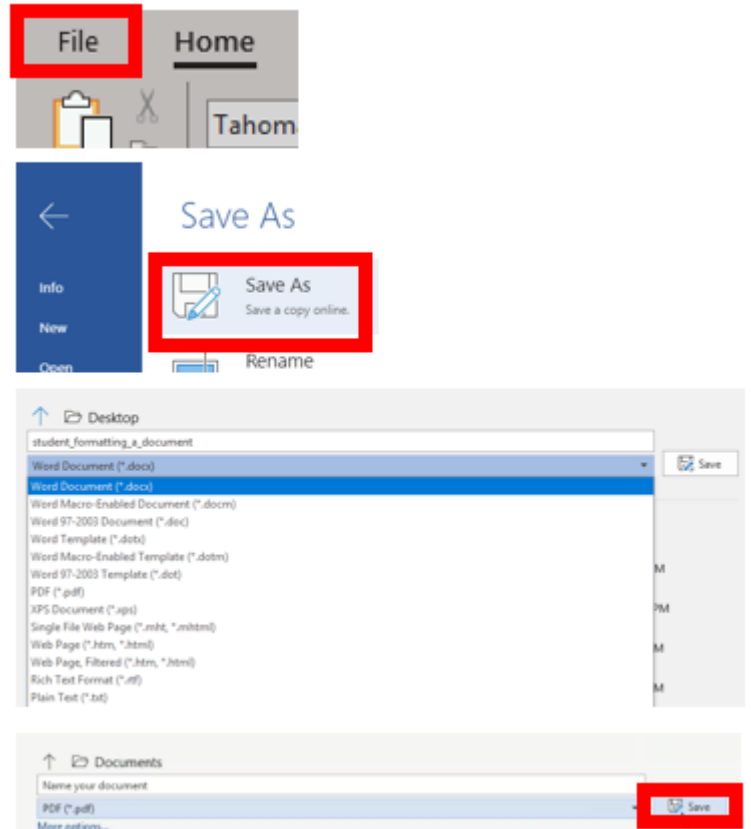 File Home
Tahom
Save As
Info
New
Open
Save As
Save a copy online.
Rename
Desktop
student_formatting_a_document
Word Document (*.docx)
Save
Word Document (*.docx)
Word Macro-Enabled Document (*.docm)
Word 97-2003 Document (*.doc)
Word Template (*.dotx)
Word Macro-Enabled Template (*.dotm)
Word 97-2003 Template (*.dot)
PDF (*.pdf)
XPS Document (*.xps)
Single File Web Page (*.mht, *.mhtml)
Web Page (*.htm, *.html)
Web Page, Filtered (*.htm, *.html)
Rich Text Format (*.rtf)
Plain Text (*.txt)
M
PM
M
M
Documents
Name your document
PDF (*.pdf)
Save
More options...